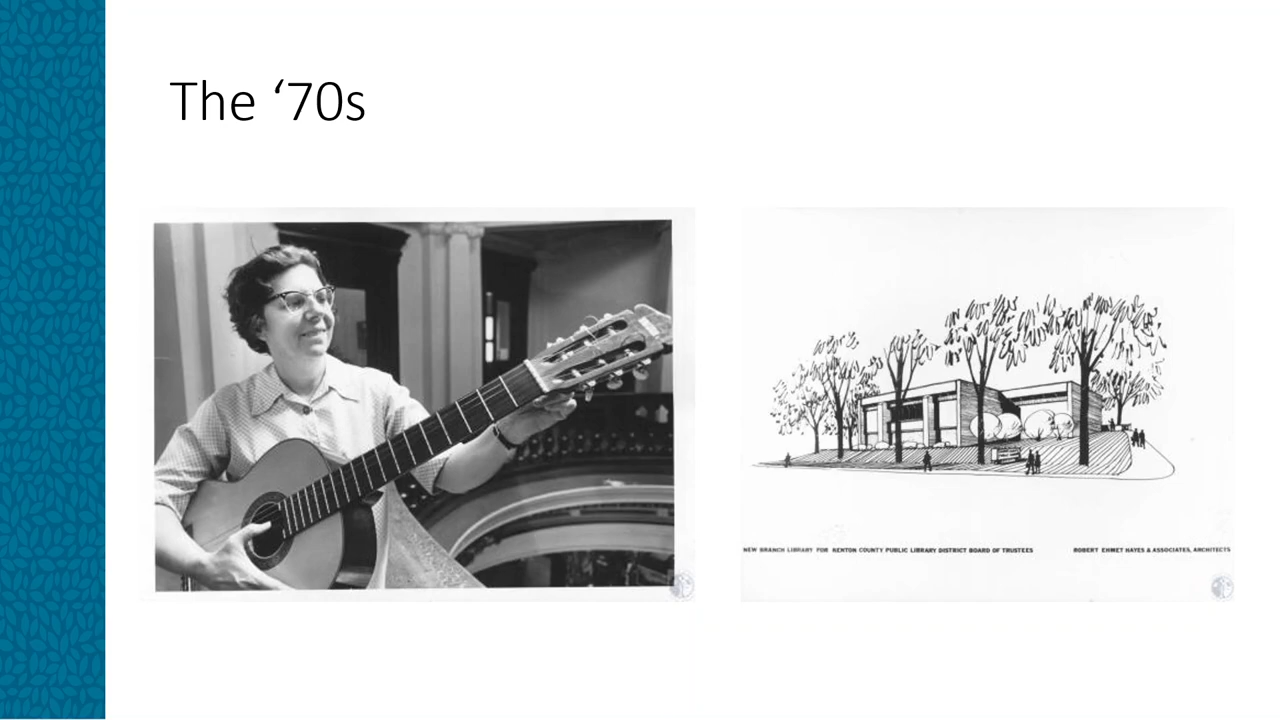 The ‘70s
NEW BRANCH LIBRARY FOR KENTON COUNTY PUBLIC LIBRARY DISTRICT BOARD OF TRUSTEES
ROBERT EHMET HAYES & ASSOCIATES, ARCHITECTS